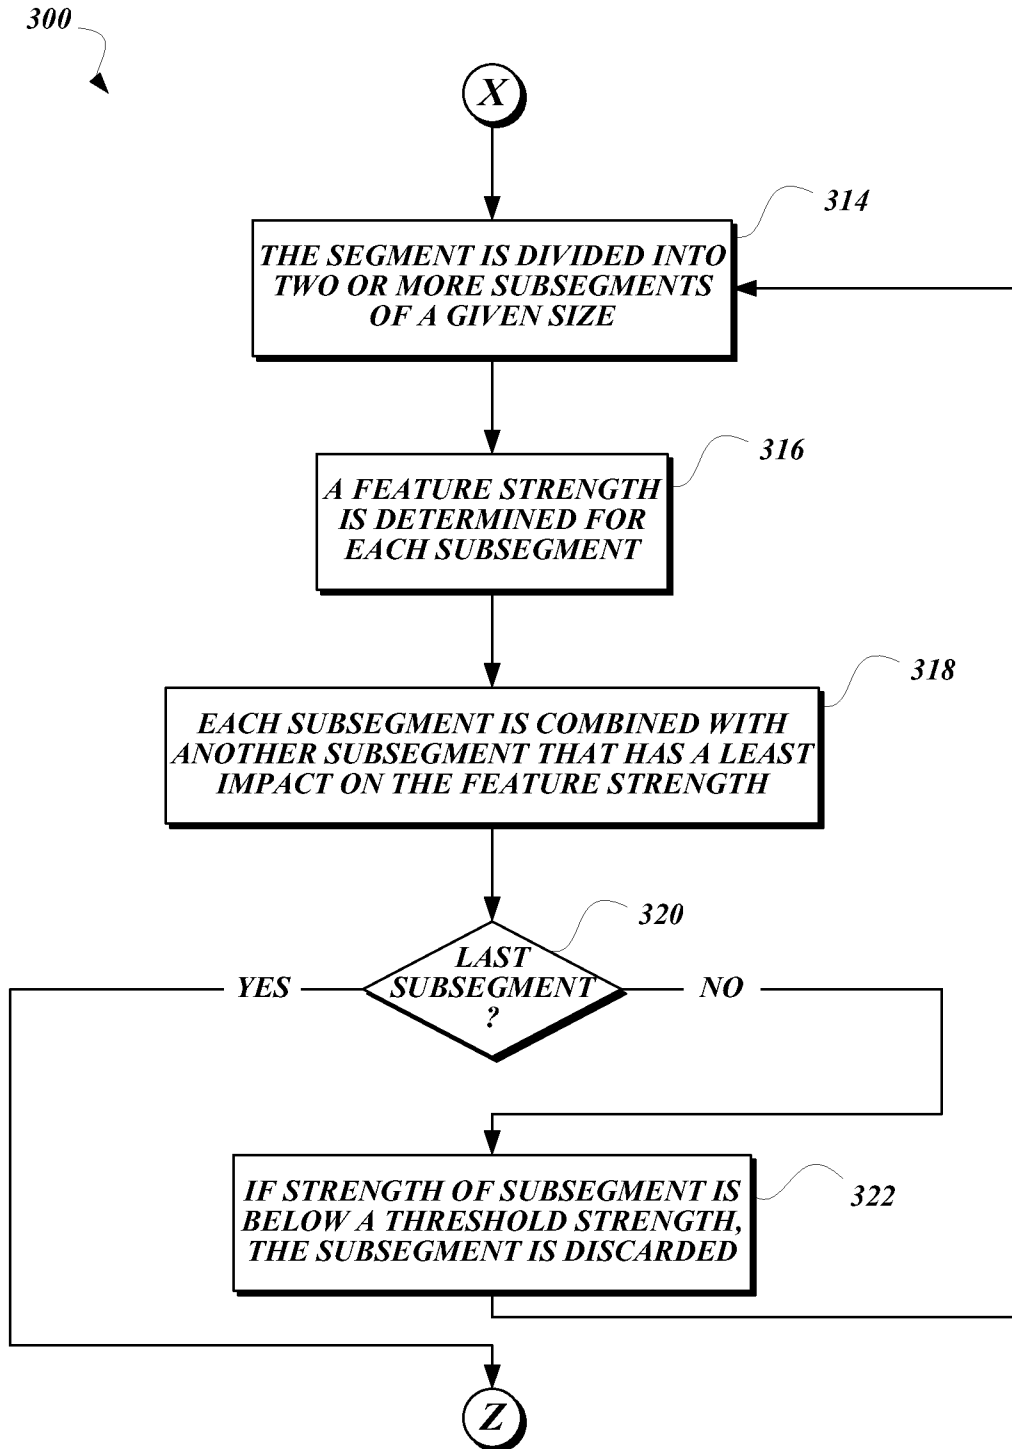 300
X
314
THE SEGMENT IS DIVIDED INTO
TWO OR MORE SUBSEGMENTS
OF A GIVEN SIZE
316
A FEATURE STRENGTH
IS DETERMINED FOR
EACH SUBSEGMENT
318
EACH SUBSEGMENT IS COMBINED WITH
ANOTHER SUBSEGMENT THAT HAS A LEAST
IMPACT ON THE FEATURE STRENGTH
320
LAST
SUBSEGMENT
?
YES
NO
322
IF STRENGTH OF SUBSEGMENT IS
BELOW A THRESHOLD STRENGTH,
THE SUBSEGMENT IS DISCARDED
Z